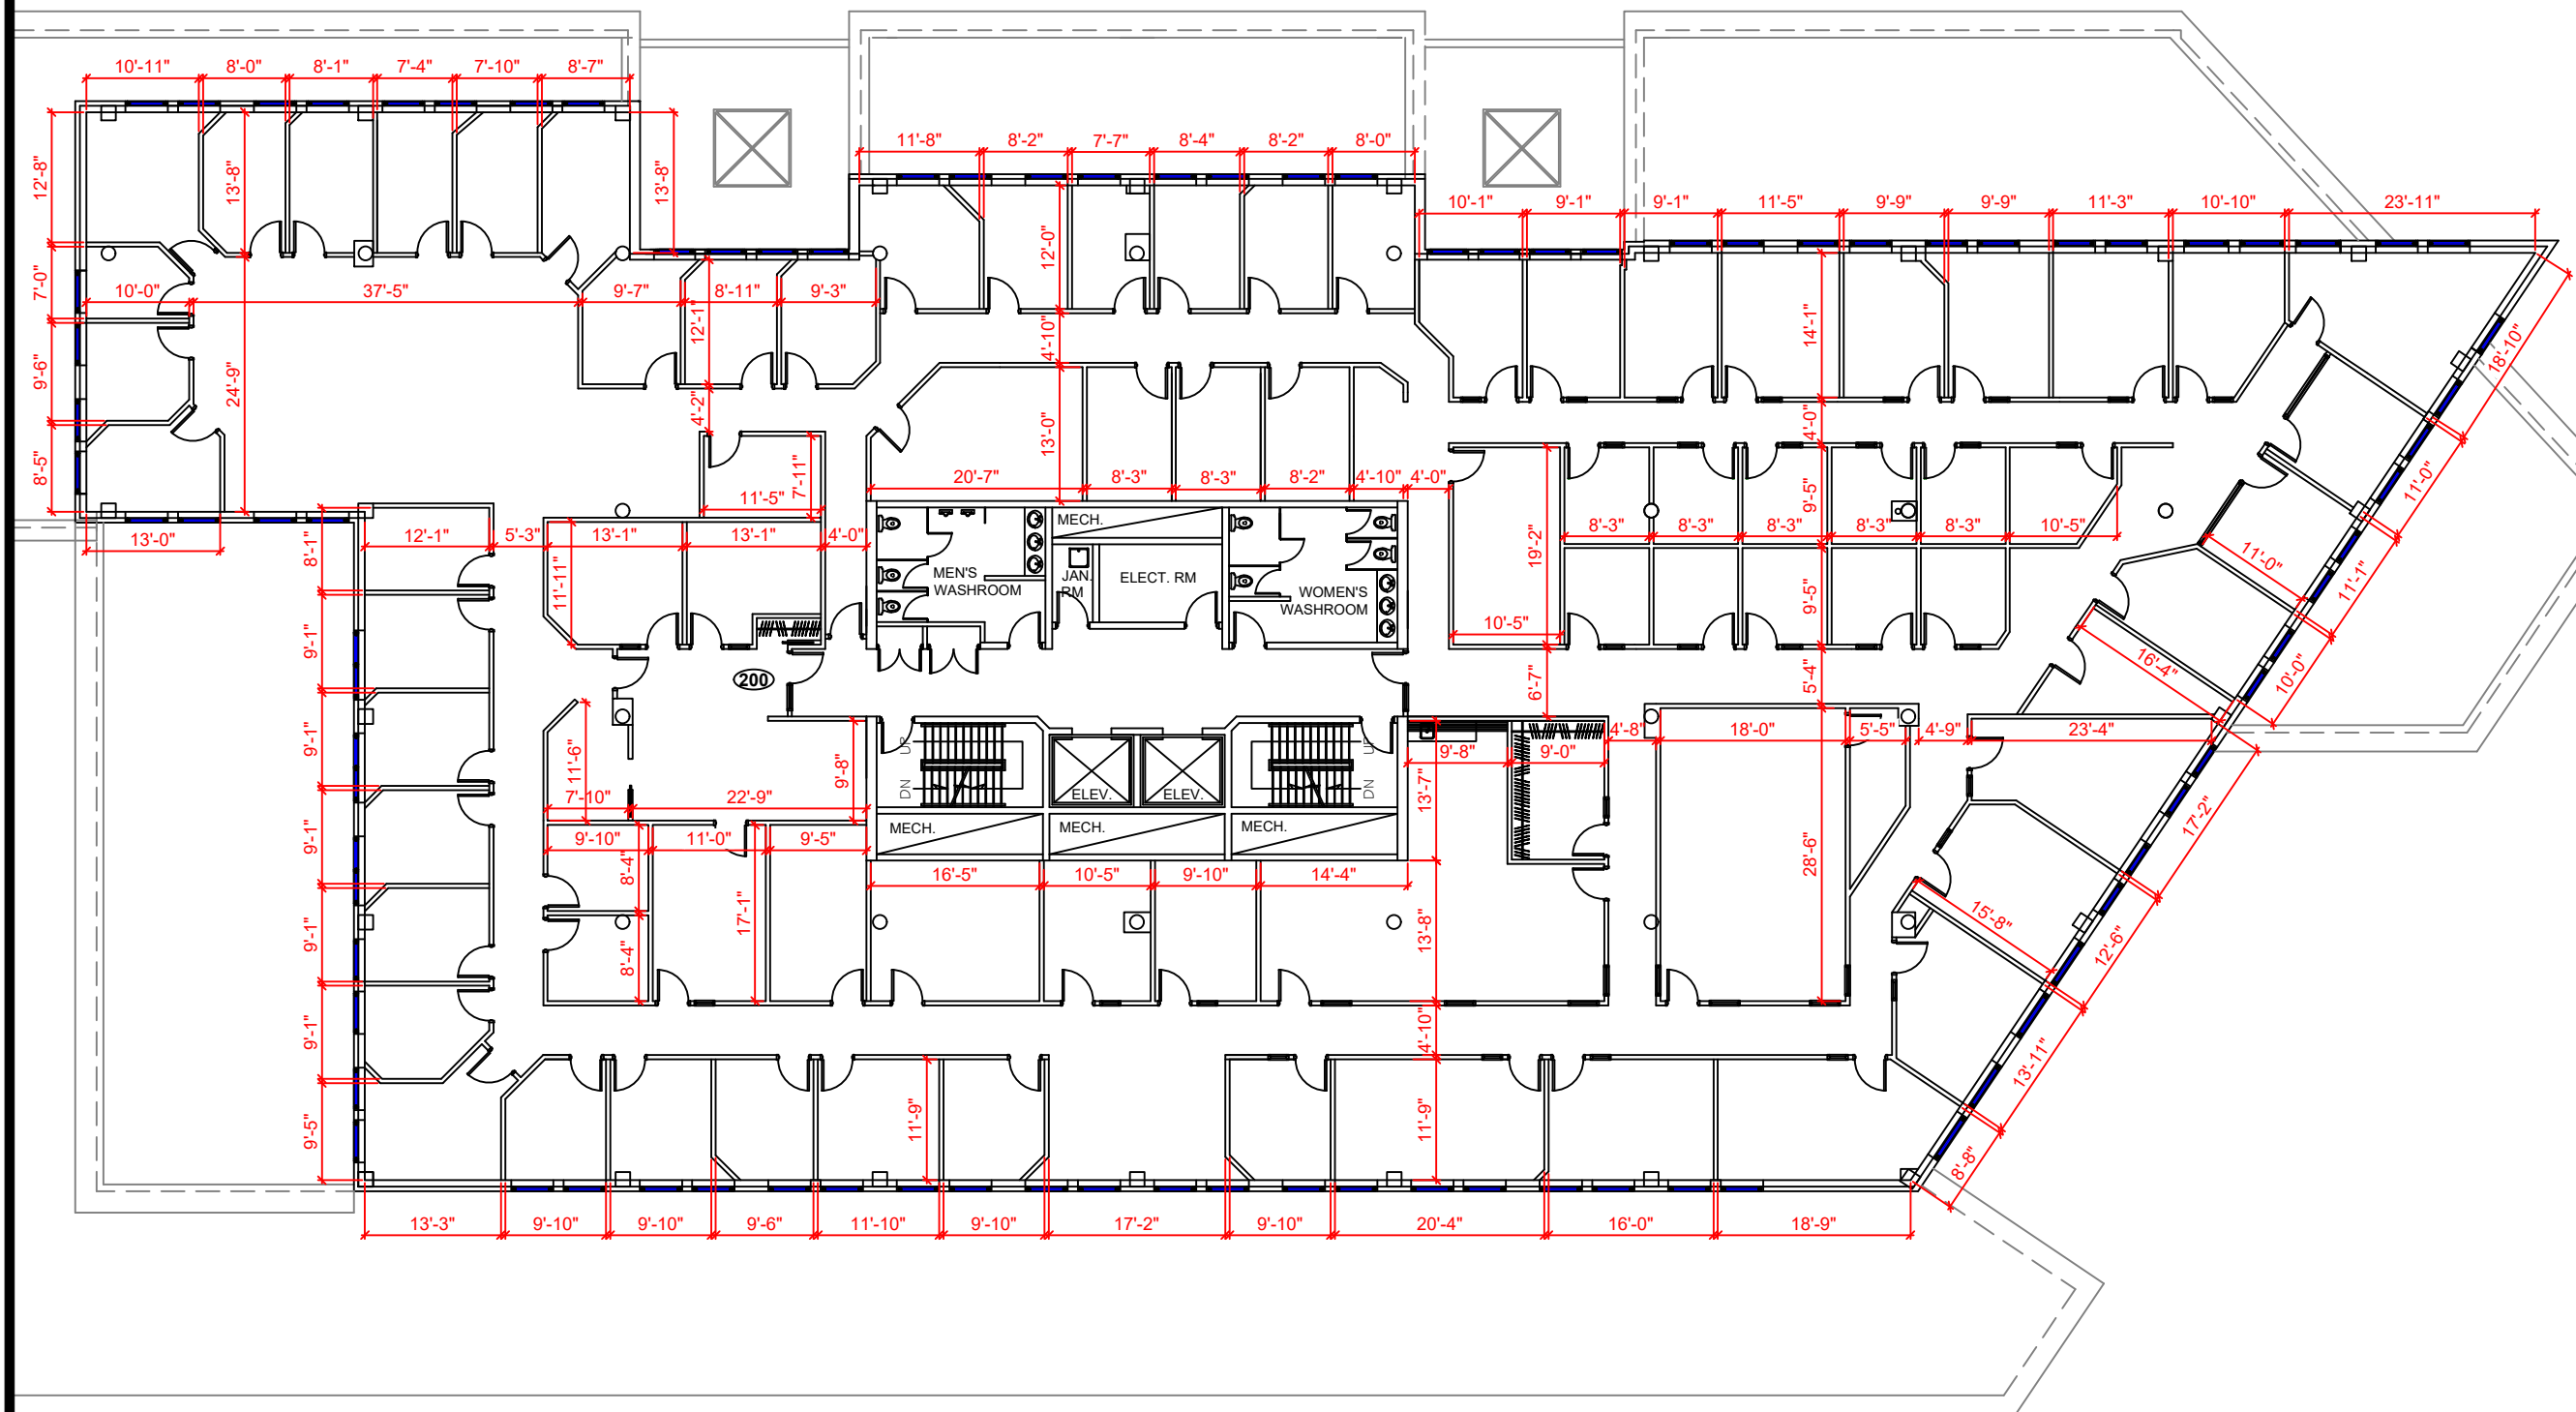 10'-11" 8'-0" 8'-1" 7'-4" 7'-10" 8'-7"
11'-8" 8'-2" 7'-7" 8'-4" 8'-2" 8'-0"
10'-1" 9'-1" 9'-1" 11'-5" 9'-9" 9'-9" 11'-3" 10'-10" 23'-11"
12'-8"
13'-8"
13'-8"
12'-0"
7'-0"
10'-0" 37'-5" 9'-7" 8'-11" 9'-3"
12'-1"
14'-1"
18'-10"
4'-10"
9'-6"
24'-9"
4'-2"
4'-0"
8'-5"
13'-0"
7'-11"
11'-5"
20'-7" 8'-3" 8'-3" 8'-2" 4'-10" 4'-0"
9'-5"
11'-0"
13'-0"
8'-1"
12'-1" 5'-3" 13'-1" 13'-1" 4'-0"
MECH.
19'-2"
8'-3" 8'-3" 8'-3" 8'-3" 8'-3" 10'-5"
11'-0"
11'-1"
11'-11"
MEN'S
WASHROOM
JAN.
RM
ELECT. RM
WOMEN'S
WASHROOM
9'-5"
9'-1"
10'-5"
16'-4"
10'-0"
200
6'-7"
5'-4"
9'-1"
11'-6"
9'-8"
UP
DN
UP
DN
9'-8" 9'-0" 4'-8" 18'-0" 5'-5" 4'-9" 23'-4"
13'-7"
7'-10" 22'-9"
ELEV. ELEV.
17'-2"
MECH. MECH. MECH.
9'-1"
9'-10" 11'-0" 9'-5"
8'-4"
28'-6"
16'-5" 10'-5" 9'-10" 14'-4"
17'-1"
13'-8"
15'-8"
12'-6"
9'-1"
8'-4"
9'-1"
4'-10"
13'-11"
9'-5"
11'-9"
11'-9"
8'-8"
13'-3" 9'-10" 9'-10" 9'-6" 11'-10" 9'-10" 17'-2" 9'-10" 20'-4" 16'-0" 18'-9"